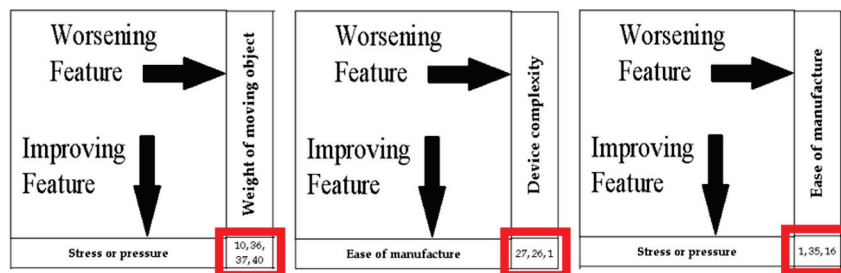 Worsening
Feature
Weight of moving object
Improving
Feature
Stress or pressure
10,36,
37,40
Worsening
Feature
Device complexity
Improving
Feature
Ease of manufacture
27,26,1
Worsening
Feature
Ease of manufacture
Improving
Feature
Stress or pressure
1,35,16